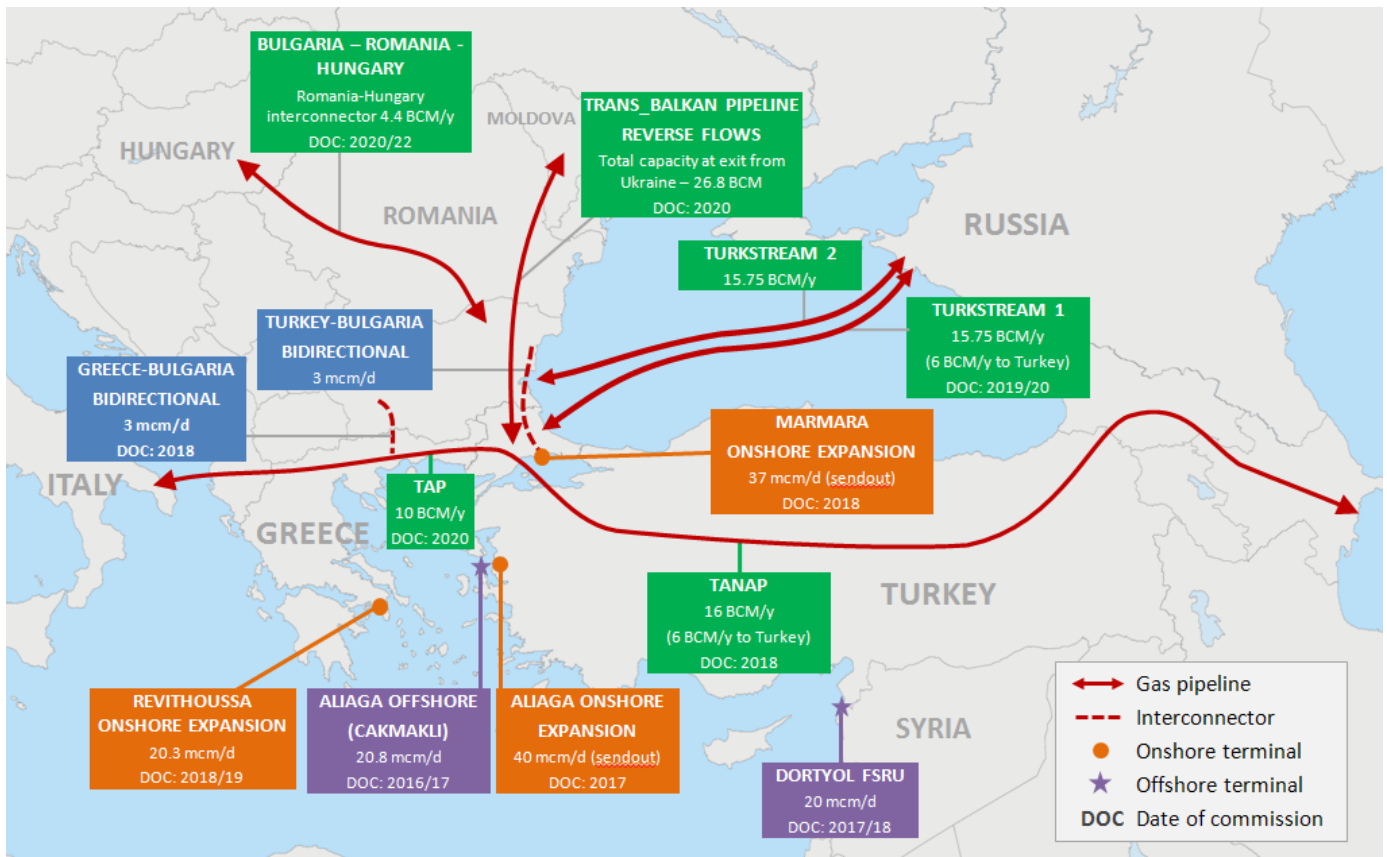 BULGARIA – ROMANIA -
HUNGARY
Romania-Hungary
interconnector 4.4 BCM/y
DOC: 2020/22
TRANS_BALKAN PIPELINE
REVERSE FLOWS
Total capacity at exit from
Ukraine – 26.8 BCM
DOC: 2020
MOLDOVA
HUNGARY
ROMANIA
RUSSIA
TURKSTREAM 2
15.75 BCM/y
TURKSTREAM 1
15.75 BCM/y
(6 BCM/y to Turkey)
DOC: 2019/20
TURKEY-BULGARIA
BIDIRECTIONAL
3 mcm/d
GREECE-BULGARIA
BIDIRECTIONAL
3 mcm/d
DOC: 2018
MARMARA
ONSHORE EXPANSION
37 mcm/d (sendout)
DOC: 2018
ITALY
TAP
10 BCM/y
DOC: 2020
GREECE
TANAP
16 BCM/y
(6 BCM/y to Turkey)
DOC: 2018
TURKEY
REVITHOUSSA
ONSHORE EXPANSION
20.3 mcm/d
DOC: 2018/19
ALIAGA OFFSHORE
(CAKMAKLI)
20.8 mcm/d
DOC: 2016/17
ALIAGA ONSHORE
EXPANSION
40 mcm/d (sendout)
DOC: 2017
SYRIA
DORTYOL FSRU
20 mcm/d
DOC: 2017/18
Gas pipeline
Interconnector
Onshore terminal
Offshore terminal
DOC Date of commission